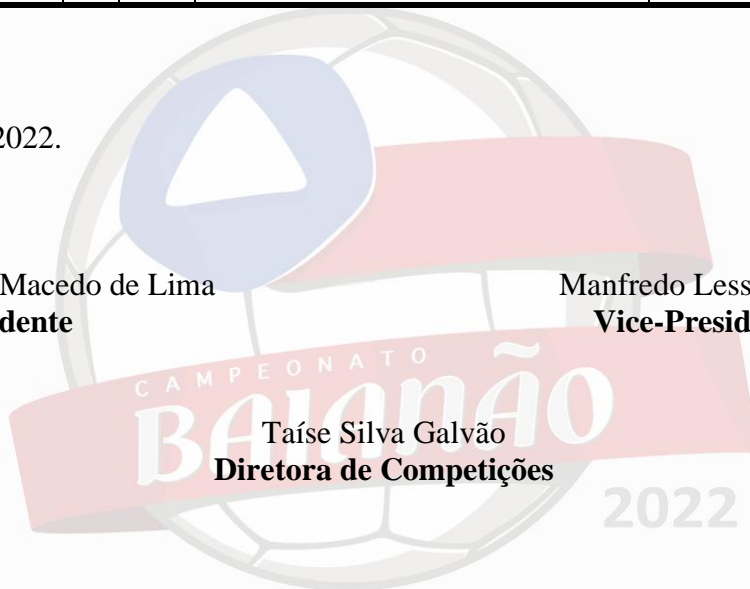 2022.
Macedo de Lima
dente
Manfredo Less
Vice-Presid
CAMPEONATO
BAIANÃO
Taíse Silva Galvão
Diretora de Competições
2022